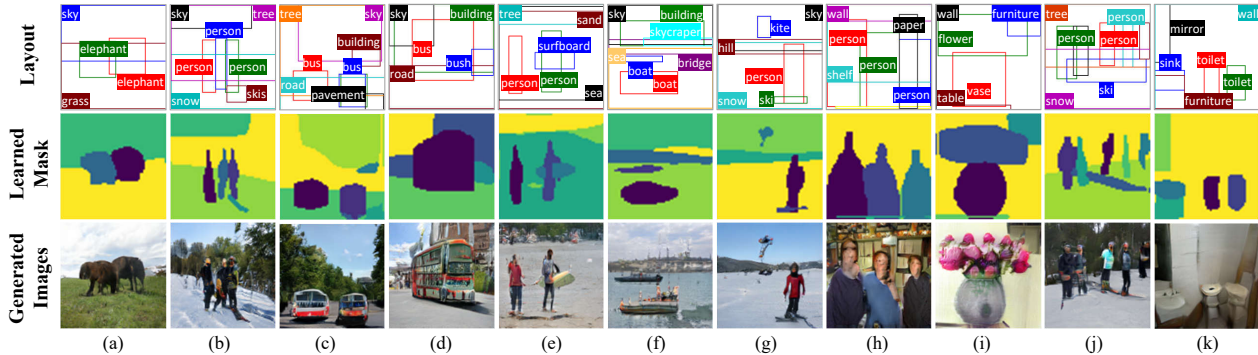 Layout
sky
elephant
elephant
grass
sky
tree
person
person
person
skis
snow
tree
sky
building
bus
bus
road
pavement
sky
building
bus
bush
road
tree
sand
surfboard
person
person
sea
sky
building
skycraper
sea
bridge
boat
boat
sky
kite
hill
person
snow
ski
wall
paper
person
person
shelf
person
wall
furniture
flower
vase
table
tree
person
person
person
ski
snow
mirror
sink
toilet
toilet
furniture
Learned
Mask
Generated
Images
(a)
(b)
(c)
(d)
(e)
(f)
(g)
(h)
(i)
(j)
(k)